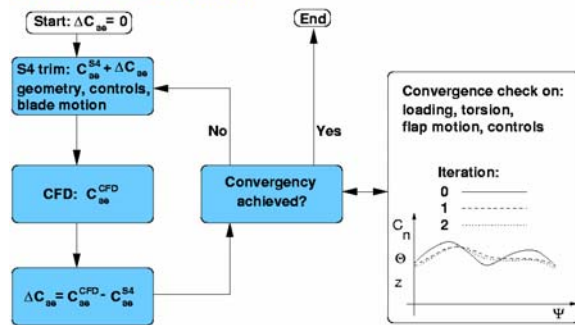 Start: ΔC_ae = 0
End
S4 trim: C_ae^S4 + ΔC_ae
geometry, controls,
blade motion
No
Yes
CFD: C_ae^CFD
Convergency
achieved?
ΔC_ae = C_ae^CFD - C_ae^S4
Convergence check on:
loading, torsion,
flap motion, controls
Iteration:
0
1
2
C_n
Θ
z
Ψ